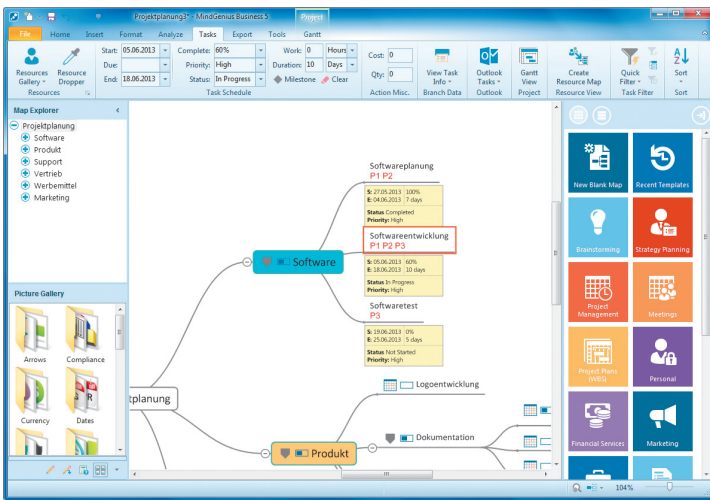 Projektplanung3* - MindGenius Business 5
Project
File Home Insert Format Analyze Tasks Export Tools Gantt
Resources Gallery
Resource Dropper
Resources
Start: 05.06.2013
Due:
End: 18.06.2013
Complete: 60%
Priority: High
Status: In Progress
Work: 0 Hours
Duration: 10 Days
Milestone Clear
Task Schedule
Cost: 0
Qty: 0
Action Misc.
View Task Info
Branch Data
Outlook Tasks
Outlook
Gantt View
Project
Create Resource Map
Resource View
Quick Filter
Task Filter
Sort
Sort
Map Explorer
Projektplanung
Software
Produkt
Support
Vertrieb
Werbemittel
Marketing
Picture Gallery
Arrows
Compliance
Currency
Dates
Softwareplanung
P1 P2
S: 27.05.2013 100%
E: 04.06.2013 7 days
Status Completed
Priority: High
Softwareentwicklung
P1 P2 P3
S: 05.06.2013 60%
E: 18.06.2013 10 days
Status In Progress
Priority: High
Software
Softwaretest
P3
S: 19.06.2013 0%
E: 25.06.2013 5 days
Status Not Started
Priority: High
tplanung
Logoentwicklung
Dokumentation
Produkt
New Blank Map
Recent Templates
Brainstorming
Strategy Planning
Project Management
Meetings
Project Plans (WBS)
Personal
Financial Services
Marketing
104%